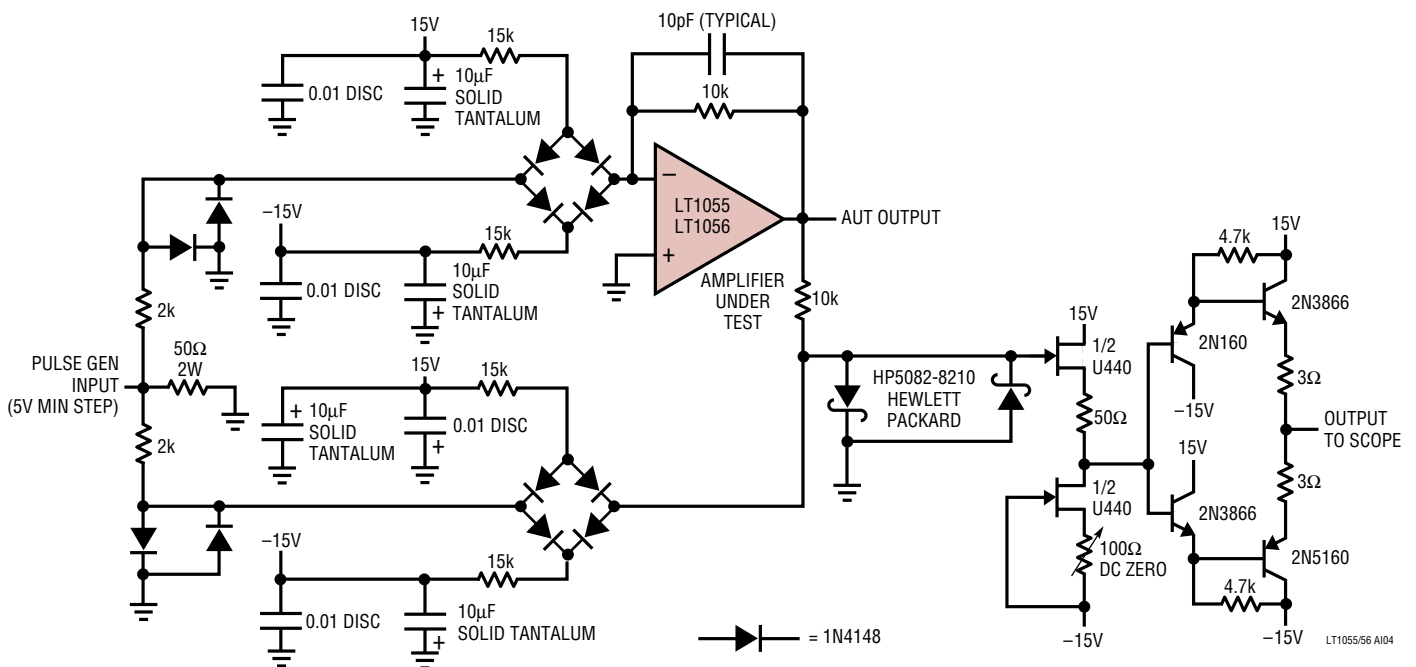 15V
15k
0.01 DISC
+
10µF
SOLID
TANTALUM
10pF (TYPICAL)
10k
–15V
15k
0.01 DISC
10µF
SOLID
TANTALUM
+
–
LT1055
LT1056
+
AUT OUTPUT
AMPLIFIER
UNDER
TEST
10k
2k
PULSE GEN
INPUT
(5V MIN STEP)
50Ω
2W
2k
15V
15k
+
10µF
SOLID
TANTALUM
0.01 DISC
+
–15V
15k
0.01 DISC
10µF
SOLID TANTALUM
+
HP5082-8210
HEWLETT
PACKARD
15V
1/2
U440
50Ω
1/2
U440
100Ω
DC ZERO
–15V
4.7k
15V
2N3866
2N160
–15V
3Ω
OUTPUT
TO SCOPE
15V
3Ω
2N3866
2N5160
4.7k
–15V
= 1N4148
LT1055/56 AI04